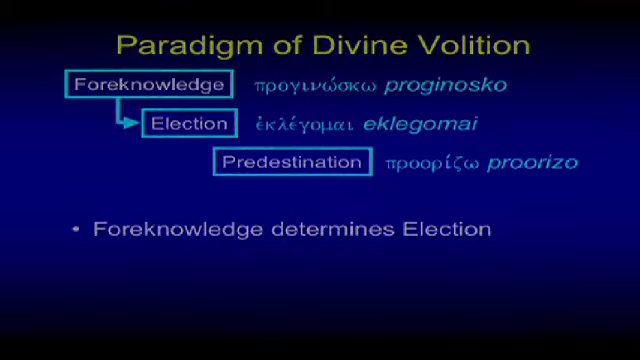 Paradigm of Divine Volition
Foreknowledge προγινώσκω proginosko
Election ἐκλέγομαι eklegomai
Predestination προορίζω proorizo
• Foreknowledge determines Election